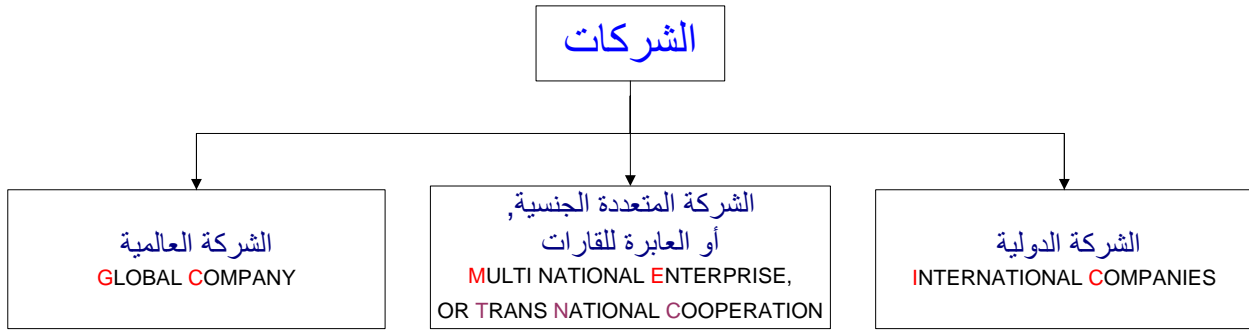 الشركات
الشركة الدولية
INTERNATIONAL COMPANIES
الشركة المتعددة الجنسية,
أو العابرة للقارات
MULTI NATIONAL ENTERPRISE,
OR TRANS NATIONAL COOPERATION
الشركة العالمية
GLOBAL COMPANY